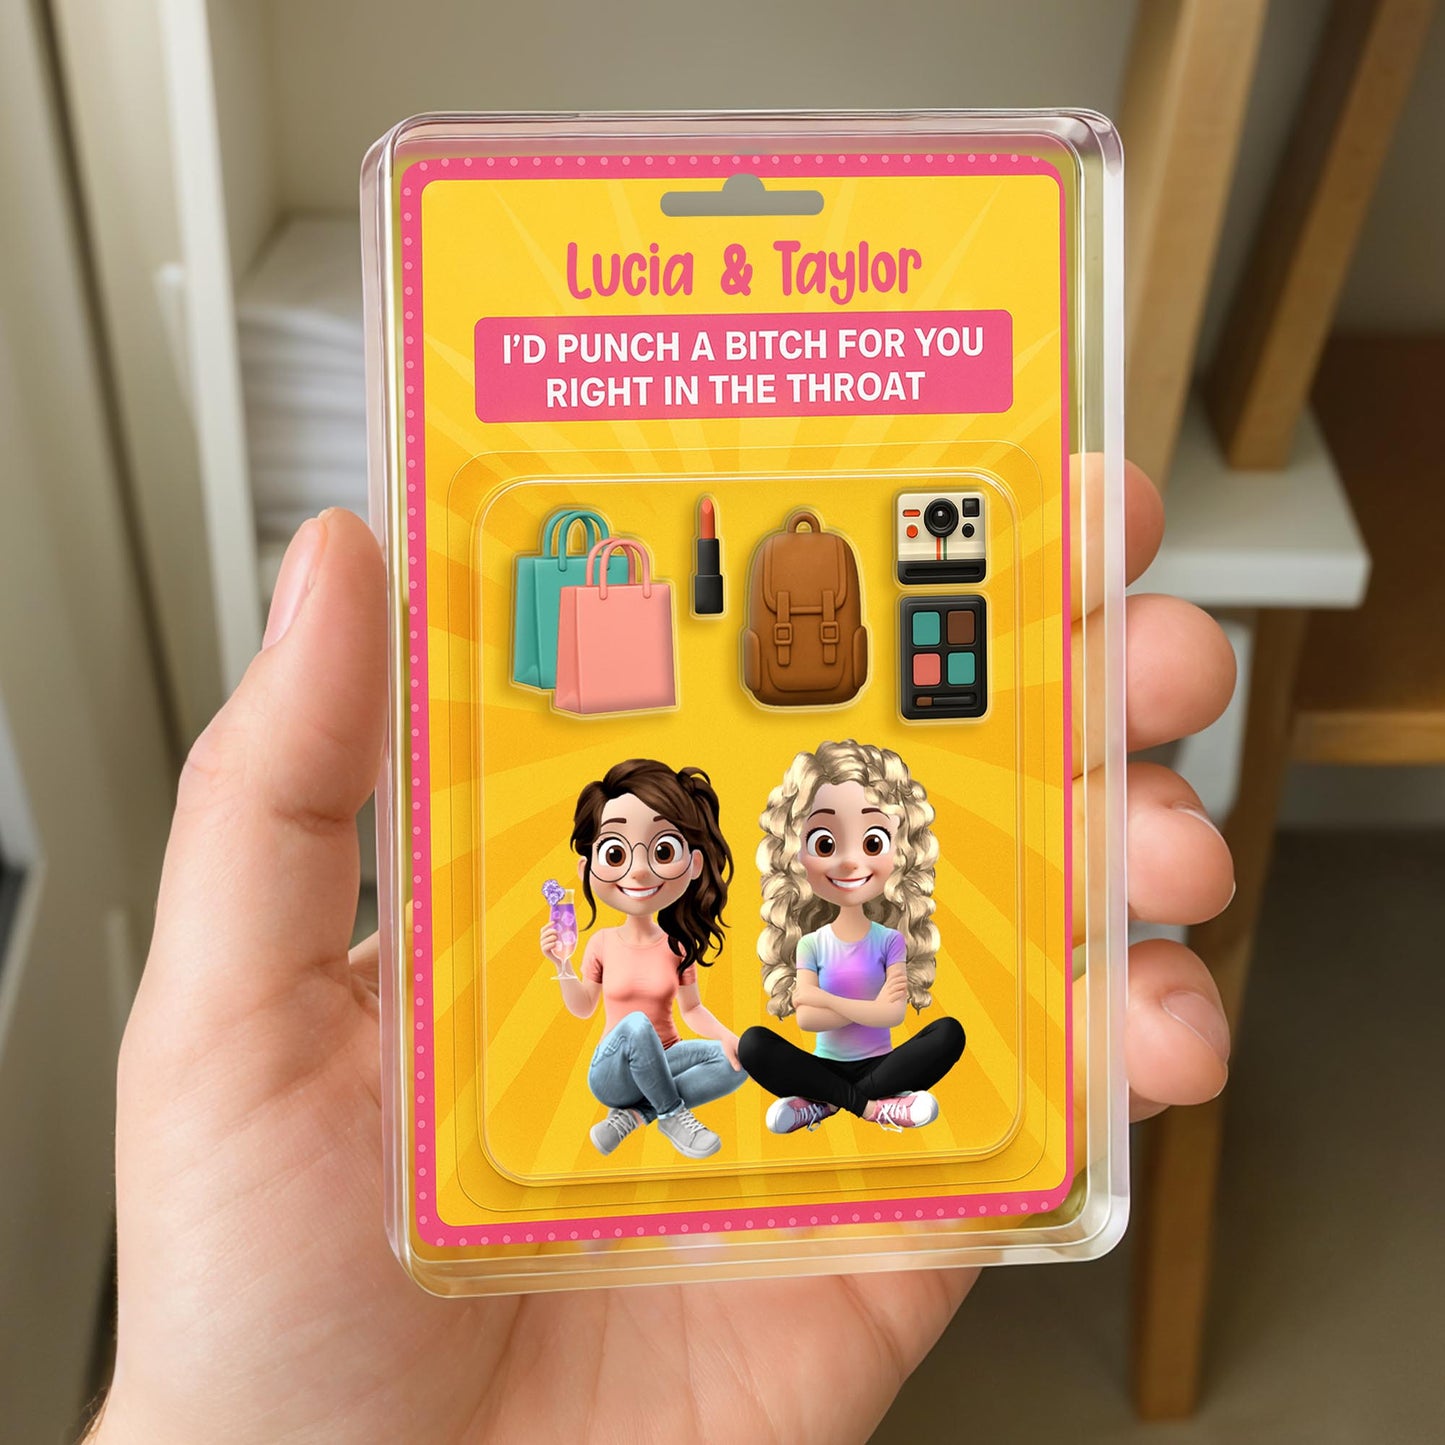 Lucia & Taylor
I'D PUNCH A BITCH FOR YOU
RIGHT IN THE THROAT